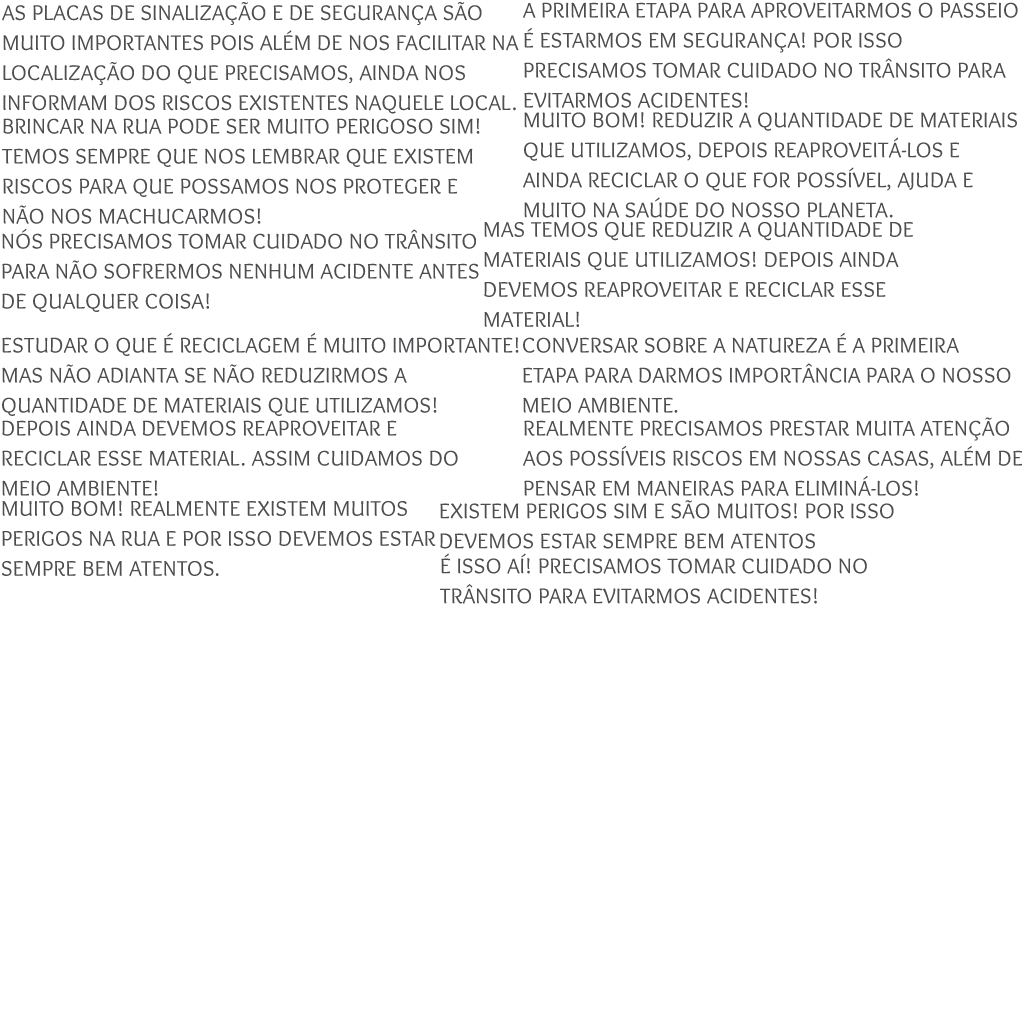 AS PLACAS DE SINALIZAÇÃO E DE SEGURANÇA SÃO
MUITO IMPORTANTES POIS ALÉM DE NOS FACILITAR NA
LOCALIZAÇÃO DO QUE PRECISAMOS, AINDA NOS
INFORMAM DOS RISCOS EXISTENTES NAQUELE LOCAL.
A PRIMEIRA ETAPA PARA APROVEITARMOS O PASSEIO
É ESTARMOS EM SEGURANÇA! POR ISSO
PRECISAMOS TOMAR CUIDADO NO TRÂNSITO PARA
EVITARMOS ACIDENTES!
BRINCAR NA RUA PODE SER MUITO PERIGOSO SIM!
TEMOS SEMPRE QUE NOS LEMBRAR QUE EXISTEM
RISCOS PARA QUE POSSAMOS NOS PROTEGER E
NÃO NOS MACHUCARMOS!
MUITO BOM! REDUZIR A QUANTIDADE DE MATERIAIS
QUE UTILIZAMOS, DEPOIS REAPROVEITÁ-LOS E
AINDA RECICLAR O QUE FOR POSSÍVEL, AJUDA E
MUITO NA SAÚDE DO NOSSO PLANETA.
NÓS PRECISAMOS TOMAR CUIDADO NO TRÂNSITO
PARA NÃO SOFRERMOS NENHUM ACIDENTE ANTES
DE QUALQUER COISA!
MAS TEMOS QUE REDUZIR A QUANTIDADE DE
MATERIAIS QUE UTILIZAMOS! DEPOIS AINDA
DEVEMOS REAPROVEITAR E RECICLAR ESSE
MATERIAL!
ESTUDAR O QUE É RECICLAGEM É MUITO IMPORTANTE!
MAS NÃO ADIANTA SE NÃO REDUZIRMOS A
QUANTIDADE DE MATERIAIS QUE UTILIZAMOS!
DEPOIS AINDA DEVEMOS REAPROVEITAR E
RECICLAR ESSE MATERIAL. ASSIM CUIDAMOS DO
MEIO AMBIENTE!
CONVERSAR SOBRE A NATUREZA É A PRIMEIRA
ETAPA PARA DARMOS IMPORTÂNCIA PARA O NOSSO
MEIO AMBIENTE.
REALMENTE PRECISAMOS PRESTAR MUITA ATENÇÃO
AOS POSSÍVEIS RISCOS EM NOSSAS CASAS, ALÉM DE
PENSAR EM MANEIRAS PARA ELIMINÁ-LOS!
MUITO BOM! REALMENTE EXISTEM MUITOS
PERIGOS NA RUA E POR ISSO DEVEMOS ESTAR
SEMPRE BEM ATENTOS.
EXISTEM PERIGOS SIM E SÃO MUITOS! POR ISSO
DEVEMOS ESTAR SEMPRE BEM ATENTOS
É ISSO AÍ! PRECISAMOS TOMAR CUIDADO NO
TRÂNSITO PARA EVITARMOS ACIDENTES!